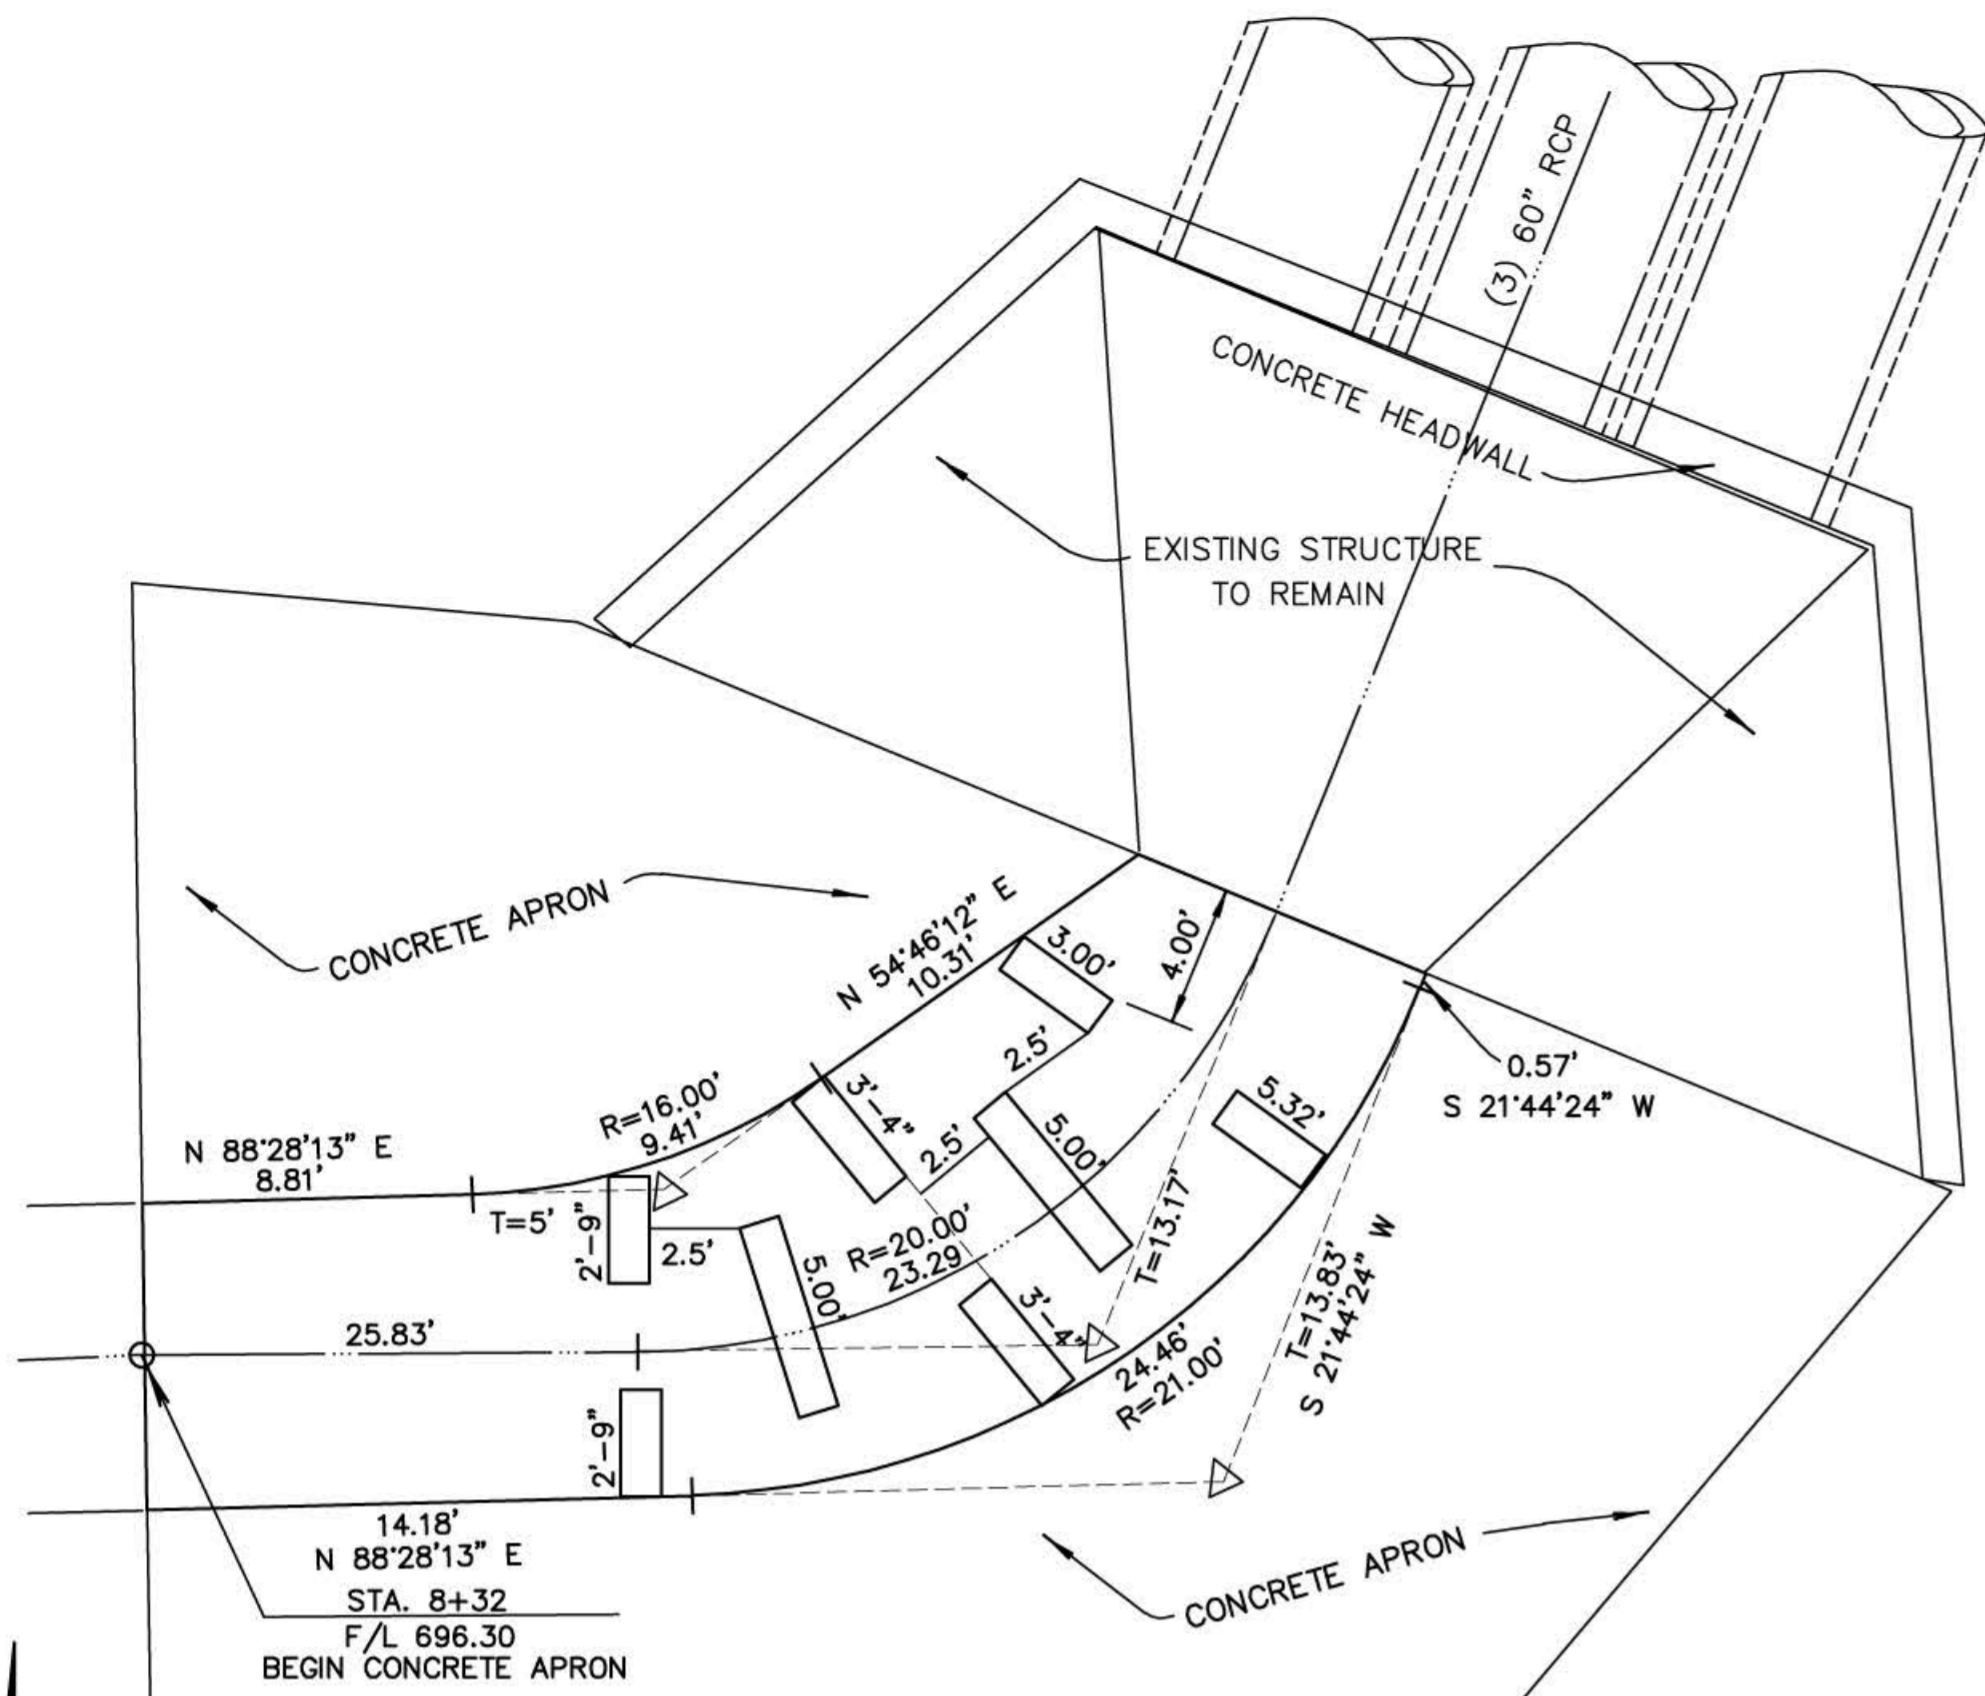 (3) 60" RCP
CONCRETE HEADWALL
EXISTING STRUCTURE
TO REMAIN
CONCRETE APRON
N 54°46'12" E
10.31'
3.00'
4.00'
2.5'
0.57'
S 21°44'24" W
R=16.00'
9.41'
3'-4"
5.32'
N 88°28'13" E
8.81'
2.5'
5.00'
T=5'
2'-9"
2.5'
5.00'
R=20.00'
23.29
T=13.17'
T=13.83'
S 21°44'24" W
25.83'
3'-4"
24.46'
R=21.00'
2'-9"
14.18'
N 88°28'13" E
STA. 8+32
F/L 696.30
BEGIN CONCRETE APRON
CONCRETE APRON